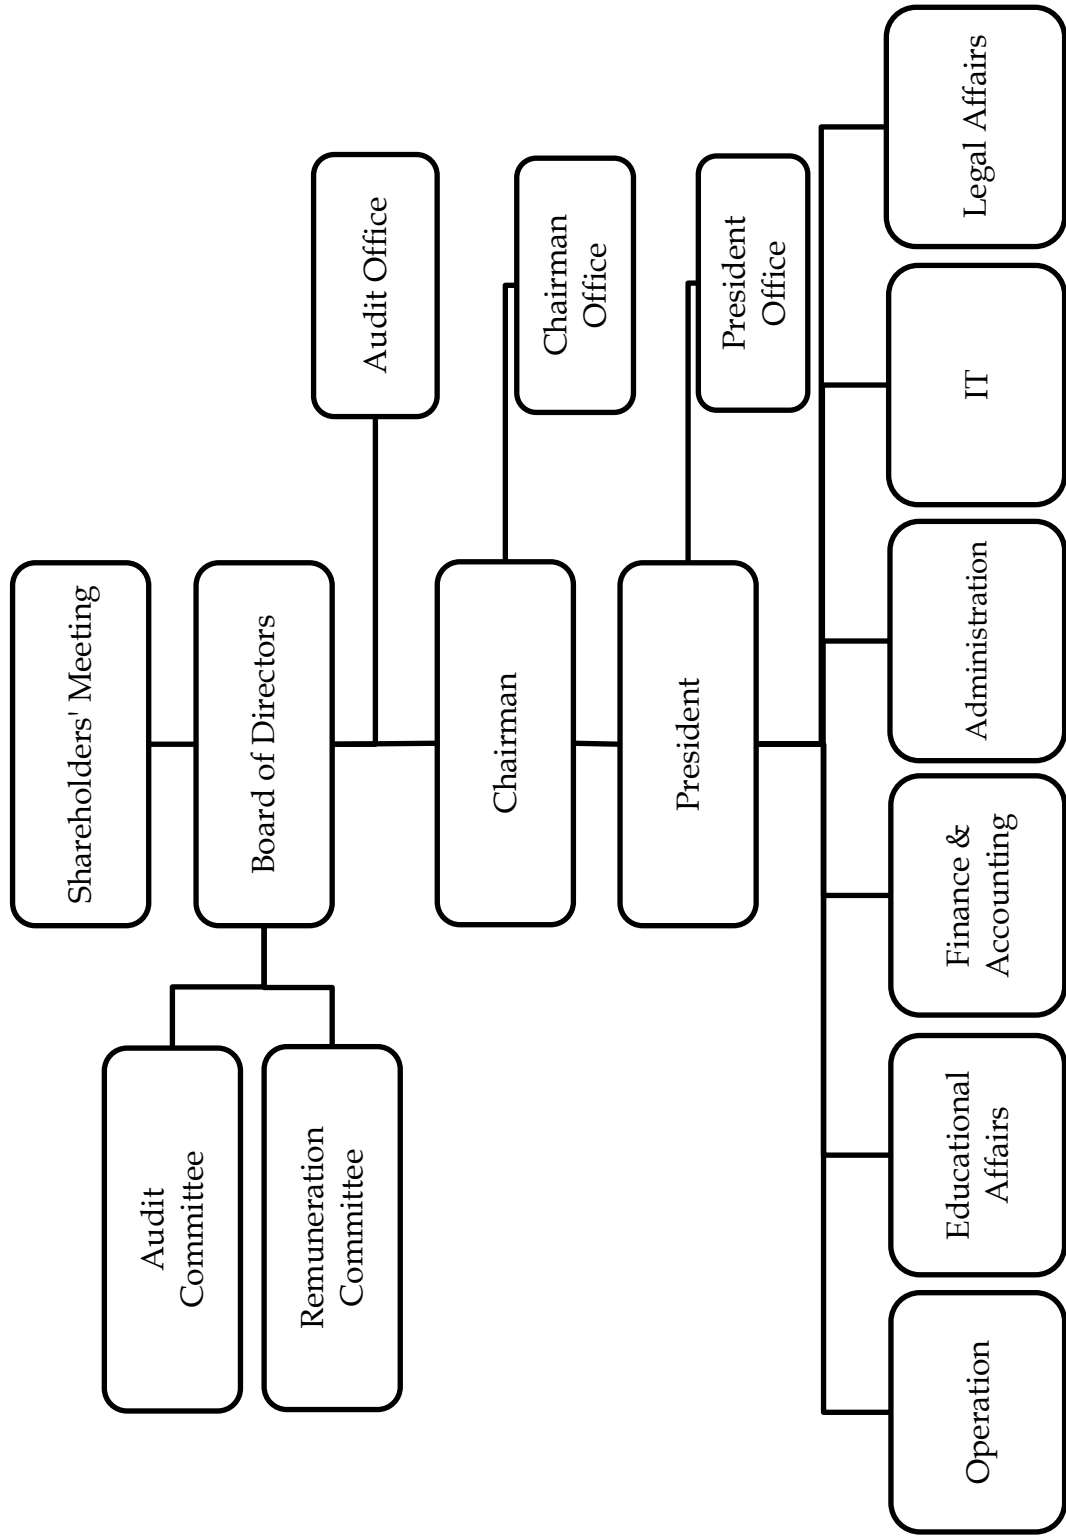 Shareholders' Meeting
Audit
Committee
Board of Directors
Remuneration
Committee
Audit Office
Chairman
Chairman
Office
President
President
Office
Operation
Educational
Affairs
Finance &
Accounting
Administration
IT
Legal Affairs